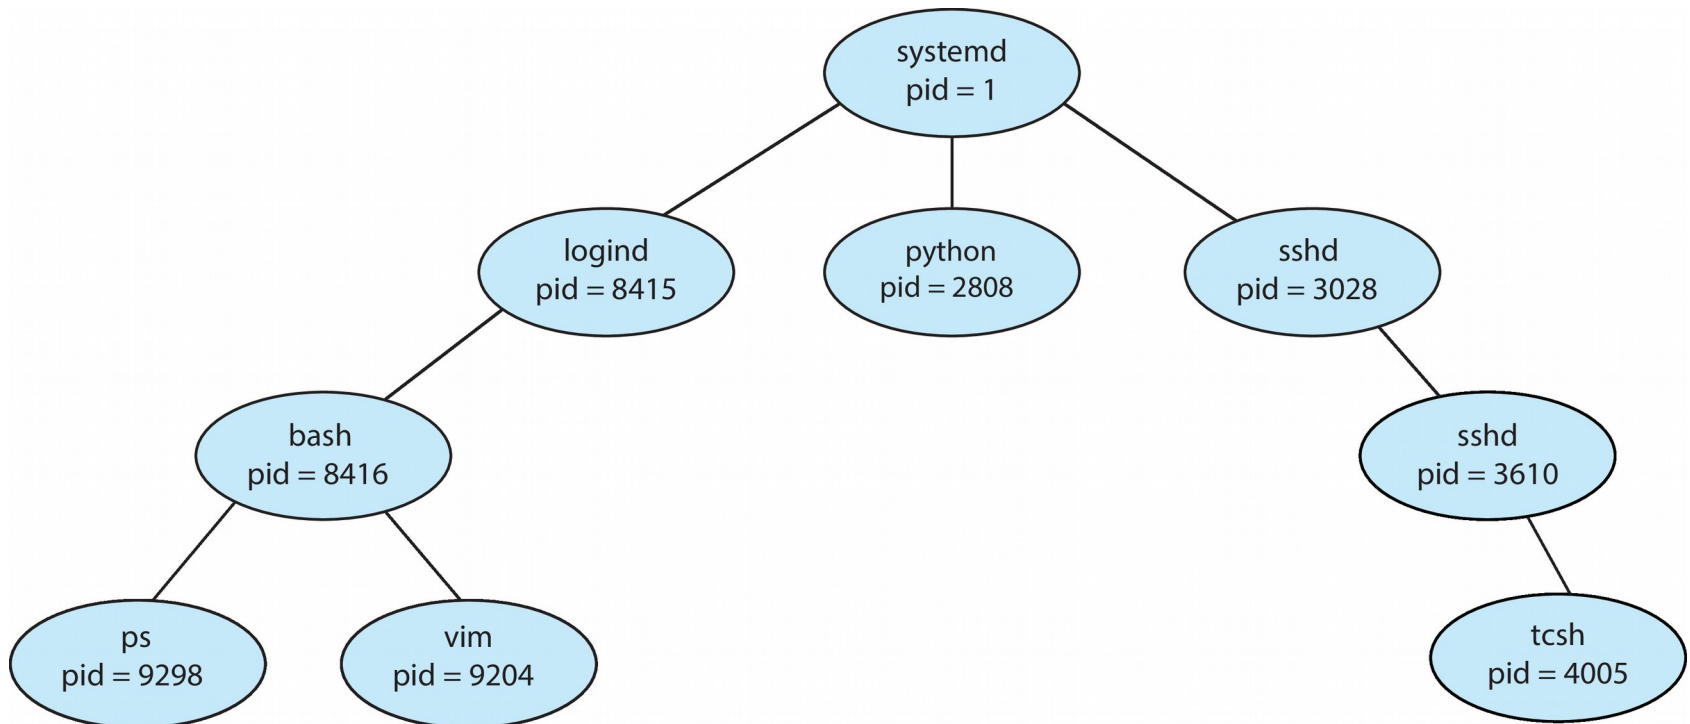 systemd
pid = 1
logind
pid = 8415
python
pid = 2808
sshd
pid = 3028
bash
pid = 8416
sshd
pid = 3610
ps
pid = 9298
vim
pid = 9204
tcsh
pid = 4005